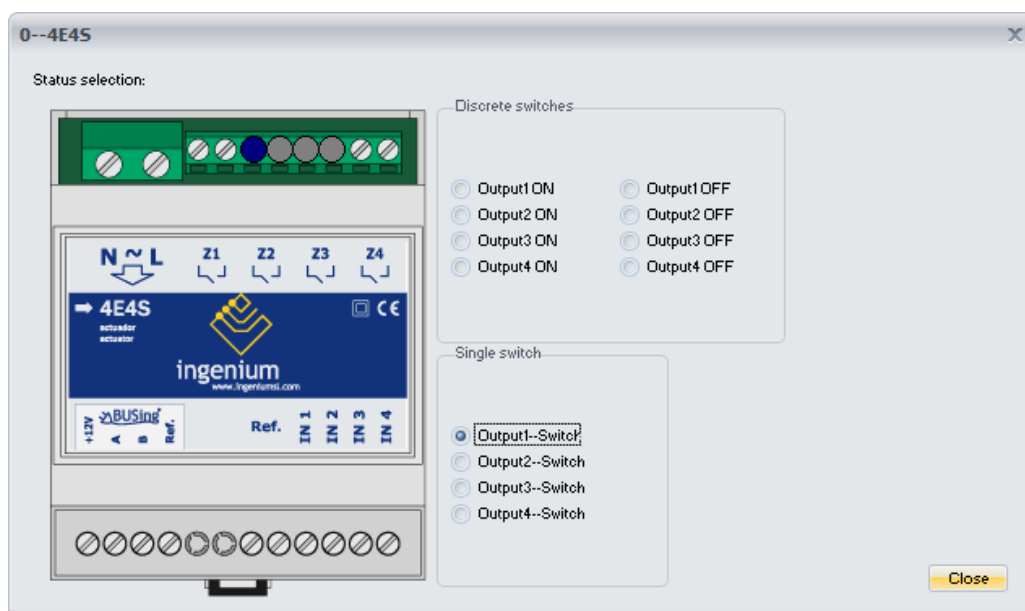 0--4E4S
X
Status selection:
N ~ L
Z1 Z2 Z3 Z4
4E4S
actuador
actuator
CE
ingenium
www.ingeniumsl.com
+12V A B Ref.
BUSing
Ref. IN 1 IN 2 IN 3 IN 4
Discrete switches
Output1 ON Output1 OFF
Output2 ON Output2 OFF
Output3 ON Output3 OFF
Output4 ON Output4 OFF
Single switch
Output1--Switch
Output2--Switch
Output3--Switch
Output4--Switch
Close